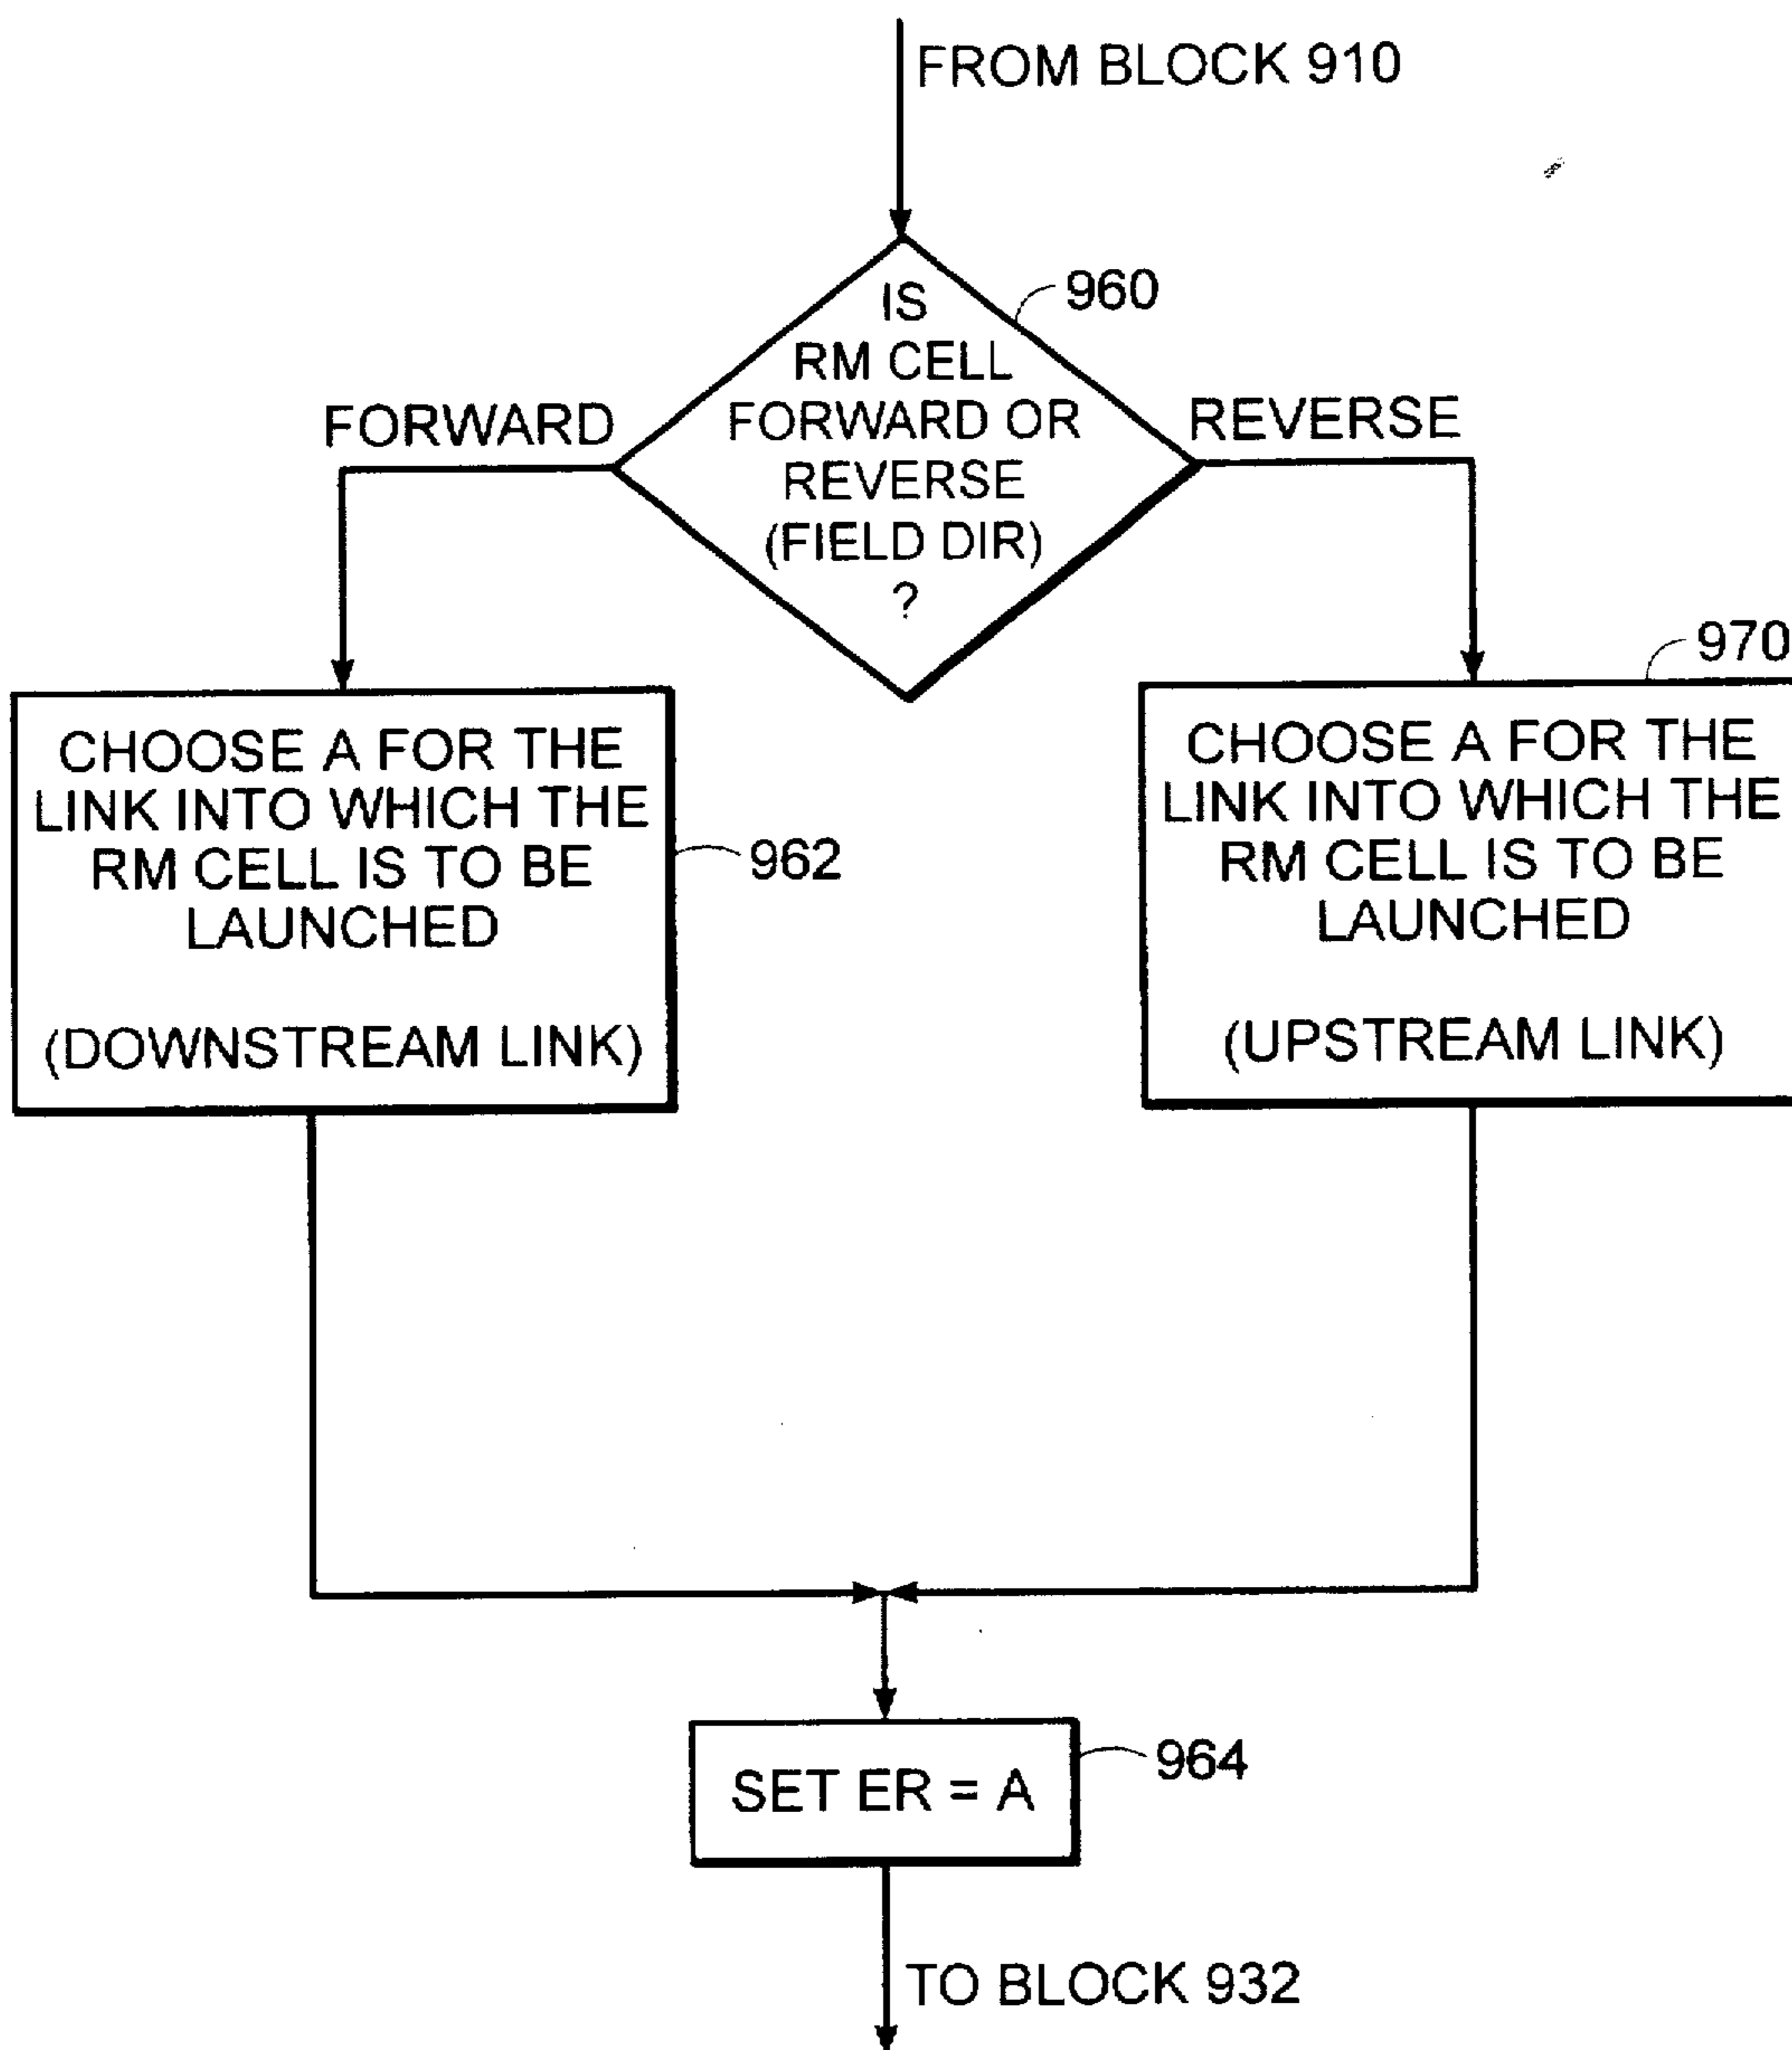 FROM BLOCK 910
IS
RM CELL
FORWARD OR
REVERSE
(FIELD DIR)
?
960
FORWARD
REVERSE
CHOOSE A FOR THE
LINK INTO WHICH THE
RM CELL IS TO BE
LAUNCHED
(DOWNSTREAM LINK)
962
970
CHOOSE A FOR THE
LINK INTO WHICH THE
RM CELL IS TO BE
LAUNCHED
(UPSTREAM LINK)
SET ER = A
964
TO BLOCK 932